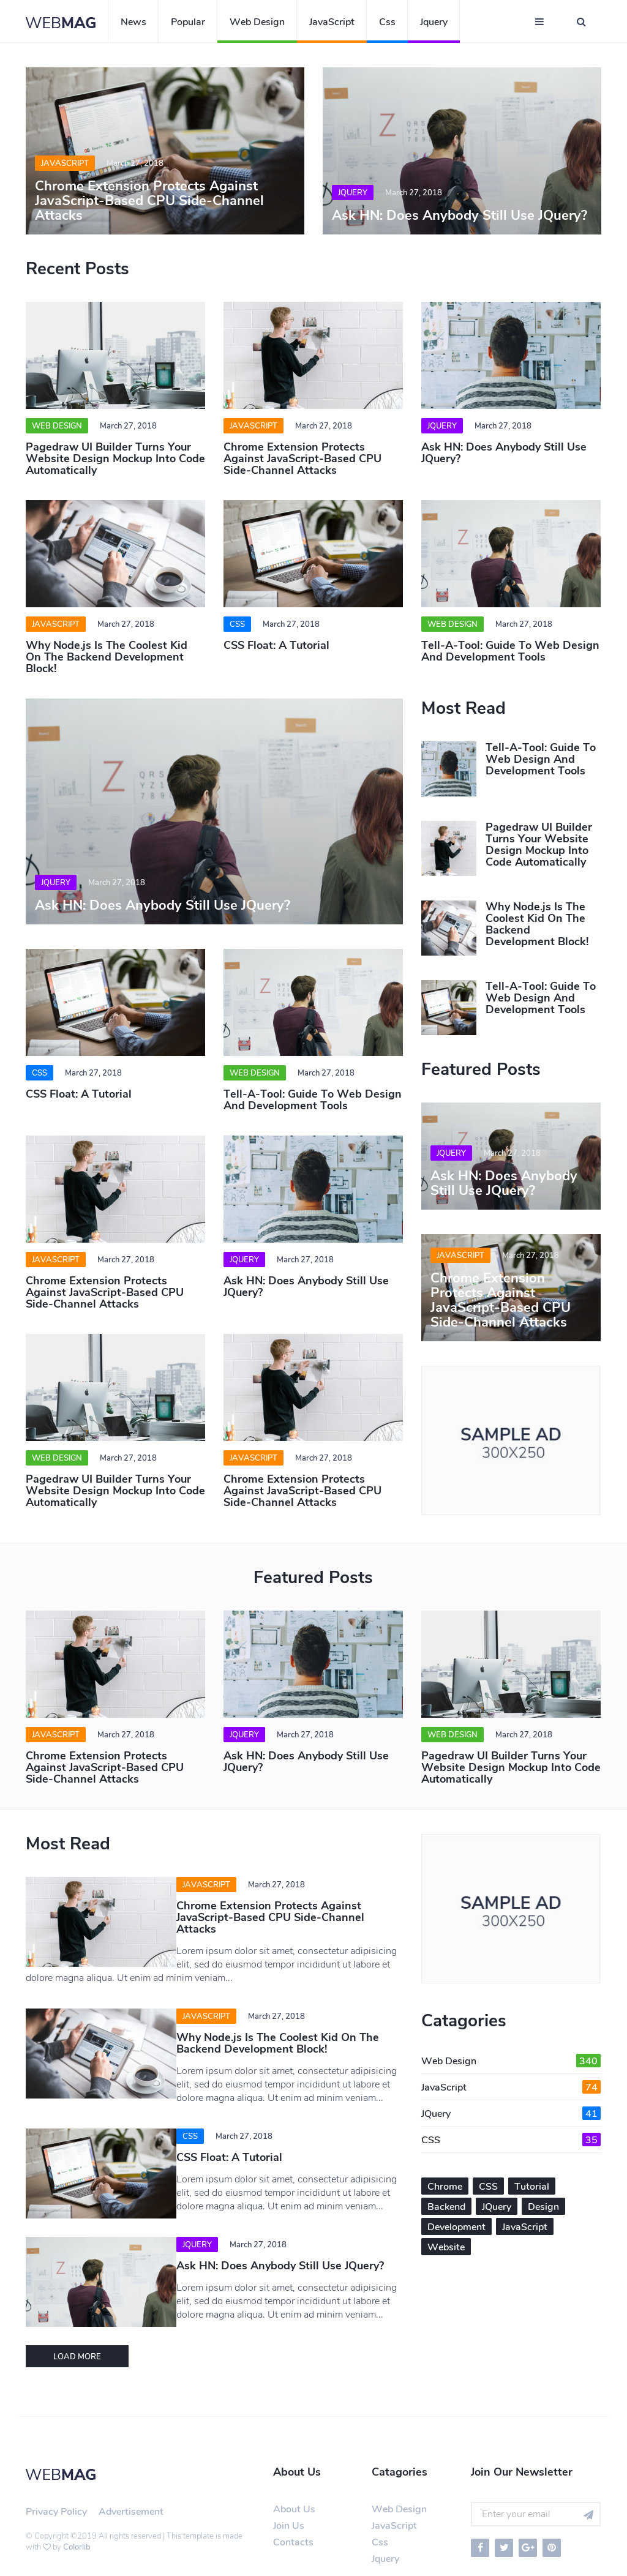 WEBMAG
News
Popular
Web Design
JavaScript
Css
Jquery
JAVASCRIPT
March 27, 2018
Chrome Extension Protects Against
JavaScript-Based CPU Side-Channel
Attacks
JQUERY
March 27, 2018
Ask HN: Does Anybody Still Use JQuery?
Recent Posts
WEB DESIGN
March 27, 2018
Pagedraw UI Builder Turns Your
Website Design Mockup Into Code
Automatically
JAVASCRIPT
March 27, 2018
Chrome Extension Protects
Against JavaScript-Based CPU
Side-Channel Attacks
JQUERY
March 27, 2018
Ask HN: Does Anybody Still Use
JQuery?
JAVASCRIPT
March 27, 2018
Why Node.js Is The Coolest Kid
On The Backend Development
Block!
CSS
March 27, 2018
CSS Float: A Tutorial
WEB DESIGN
March 27, 2018
Tell-A-Tool: Guide To Web Design
And Development Tools
JQUERY
March 27, 2018
Ask HN: Does Anybody Still Use JQuery?
CSS
March 27, 2018
CSS Float: A Tutorial
WEB DESIGN
March 27, 2018
Tell-A-Tool: Guide To Web Design
And Development Tools
JAVASCRIPT
March 27, 2018
Chrome Extension Protects
Against JavaScript-Based CPU
Side-Channel Attacks
JQUERY
March 27, 2018
Ask HN: Does Anybody Still Use
JQuery?
WEB DESIGN
March 27, 2018
Pagedraw UI Builder Turns Your
Website Design Mockup Into Code
Automatically
JAVASCRIPT
March 27, 2018
Chrome Extension Protects
Against JavaScript-Based CPU
Side-Channel Attacks
Most Read
Tell-A-Tool: Guide To
Web Design And
Development Tools
Pagedraw UI Builder
Turns Your Website
Design Mockup Into
Code Automatically
Why Node.js Is The
Coolest Kid On The
Backend
Development Block!
Tell-A-Tool: Guide To
Web Design And
Development Tools
Featured Posts
JQUERY
March 27, 2018
Ask HN: Does Anybody
Still Use JQuery?
JAVASCRIPT
March 27, 2018
Chrome Extension
Protects Against
JavaScript-Based CPU
Side-Channel Attacks
SAMPLE AD
300X250
Featured Posts
JAVASCRIPT
March 27, 2018
Chrome Extension Protects
Against JavaScript-Based CPU
Side-Channel Attacks
JQUERY
March 27, 2018
Ask HN: Does Anybody Still Use
JQuery?
WEB DESIGN
March 27, 2018
Pagedraw UI Builder Turns Your
Website Design Mockup Into Code
Automatically
Most Read
JAVASCRIPT
March 27, 2018
Chrome Extension Protects Against
JavaScript-Based CPU Side-Channel
Attacks
Lorem ipsum dolor sit amet, consectetur adipisicing
elit, sed do eiusmod tempor incididunt ut labore et
dolore magna aliqua. Ut enim ad minim veniam...
JAVASCRIPT
March 27, 2018
Why Node.js Is The Coolest Kid On The
Backend Development Block!
Lorem ipsum dolor sit amet, consectetur adipisicing
elit, sed do eiusmod tempor incididunt ut labore et
dolore magna aliqua. Ut enim ad minim veniam...
CSS
March 27, 2018
CSS Float: A Tutorial
Lorem ipsum dolor sit amet, consectetur adipisicing
elit, sed do eiusmod tempor incididunt ut labore et
dolore magna aliqua. Ut enim ad minim veniam...
JQUERY
March 27, 2018
Ask HN: Does Anybody Still Use JQuery?
Lorem ipsum dolor sit amet, consectetur adipisicing
elit, sed do eiusmod tempor incididunt ut labore et
dolore magna aliqua. Ut enim ad minim veniam...
LOAD MORE
SAMPLE AD
300X250
Catagories
Web Design 340
JavaScript 74
JQuery 41
CSS 35
Chrome CSS Tutorial
Backend JQuery Design
Development JavaScript
Website
WEBMAG
Privacy Policy Advertisement
© Copyright ©2019 All rights reserved | This template is made
with by Colorlib
About Us
About Us
Join Us
Contacts
Catagories
Web Design
JavaScript
Css
Jquery
Join Our Newsletter
Enter your email